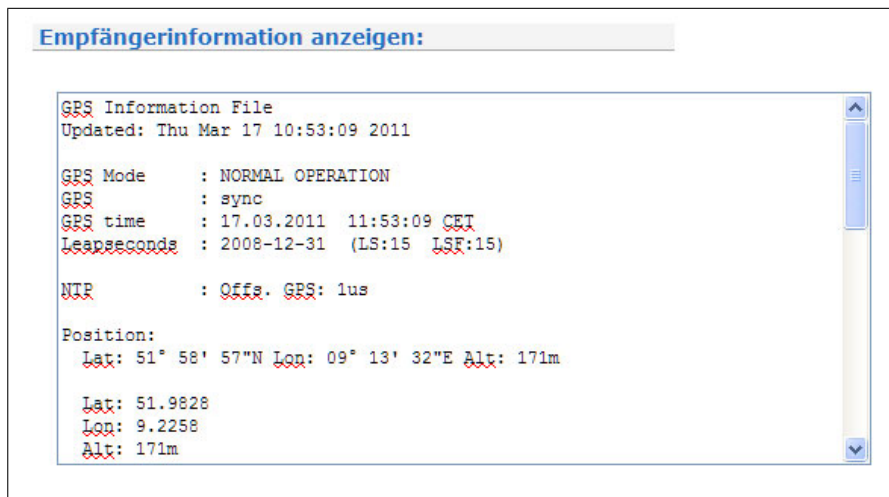 Empfängerinformation anzeigen:
GPS Information File
Updated: Thu Mar 17 10:53:09 2011
GPS Mode : NORMAL OPERATION
GPS : sync
GPS time : 17.03.2011 11:53:09 CET
Leapseconds : 2008-12-31 (LS:15 LSF:15)
NTP : Offs. GPS: 1us
Position:
Lat: 51° 58' 57"N Lon: 09° 13' 32"E Alt: 171m
Lat: 51.9828
Lon: 9.2258
Alt: 171m